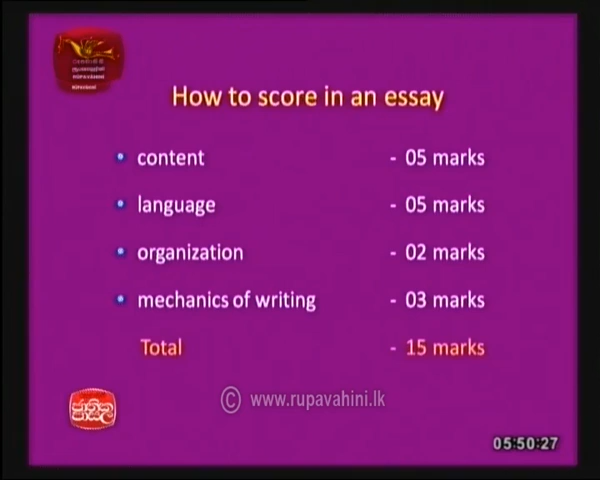 How to score in an essay
• content - 05 marks
• language - 05 marks
• organization - 02 marks
• mechanics of writing - 03 marks
Total - 15 marks
© www.rupavahini.lk
05:50:27